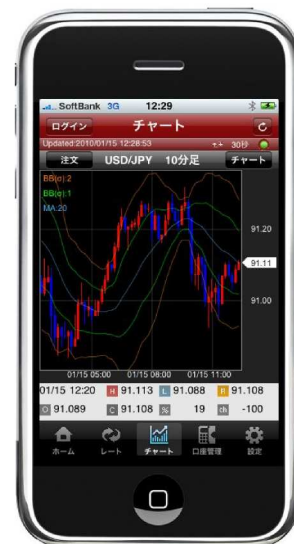 SoftBank 3G 12:29
ログイン チャート
Updated:2010/01/15 12:28:53 30秒
注文 USD/JPY 10分足 チャート
BB(σ):2
BB(σ):1
MA:20
91.20
91.11
91.00
01/15 05:00 01/15 08:00 01/15 11:00
01/15 12:20 H 91.113 L 91.088 91.108
O 91.089 C 91.108 % 19 ch -100
ホーム レート チャート 口座管理 設定